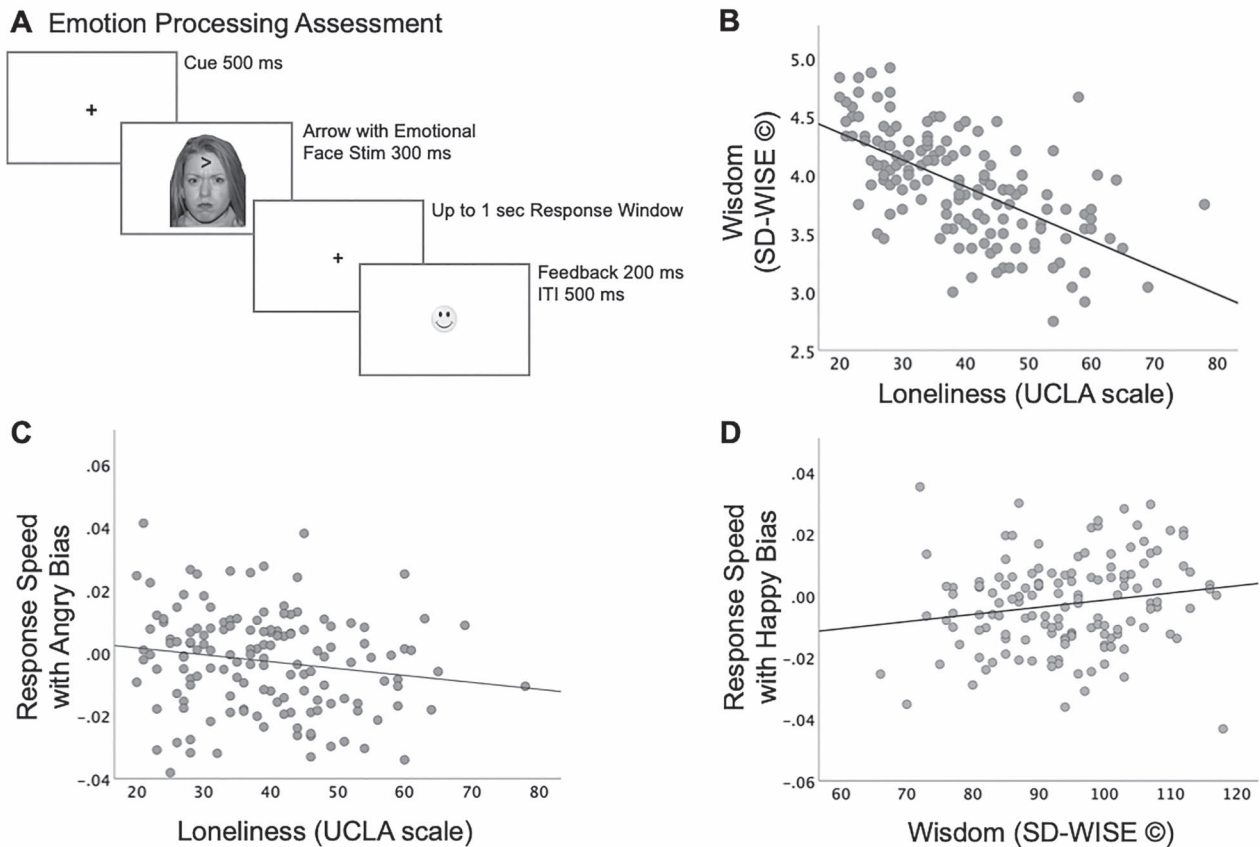 A Emotion Processing Assessment
Cue 500 ms
+
>
Arrow with Emotional
Face Stim 300 ms
+
Up to 1 sec Response Window
Feedback 200 ms
ITI 500 ms
B
Wisdom
(SD-WISE ©)
5.0
4.5
4.0
3.5
3.0
2.5
20 30 40 50 60 70 80
Loneliness (UCLA scale)
C
Response Speed
with Angry Bias
.06
.04
.02
.00
-.02
-.04
20 30 40 50 60 70 80
Loneliness (UCLA scale)
D
Response Speed
with Happy Bias
.04
.02
.00
-.02
-.04
-.06
60 70 80 90 100 110 120
Wisdom (SD-WISE ©)